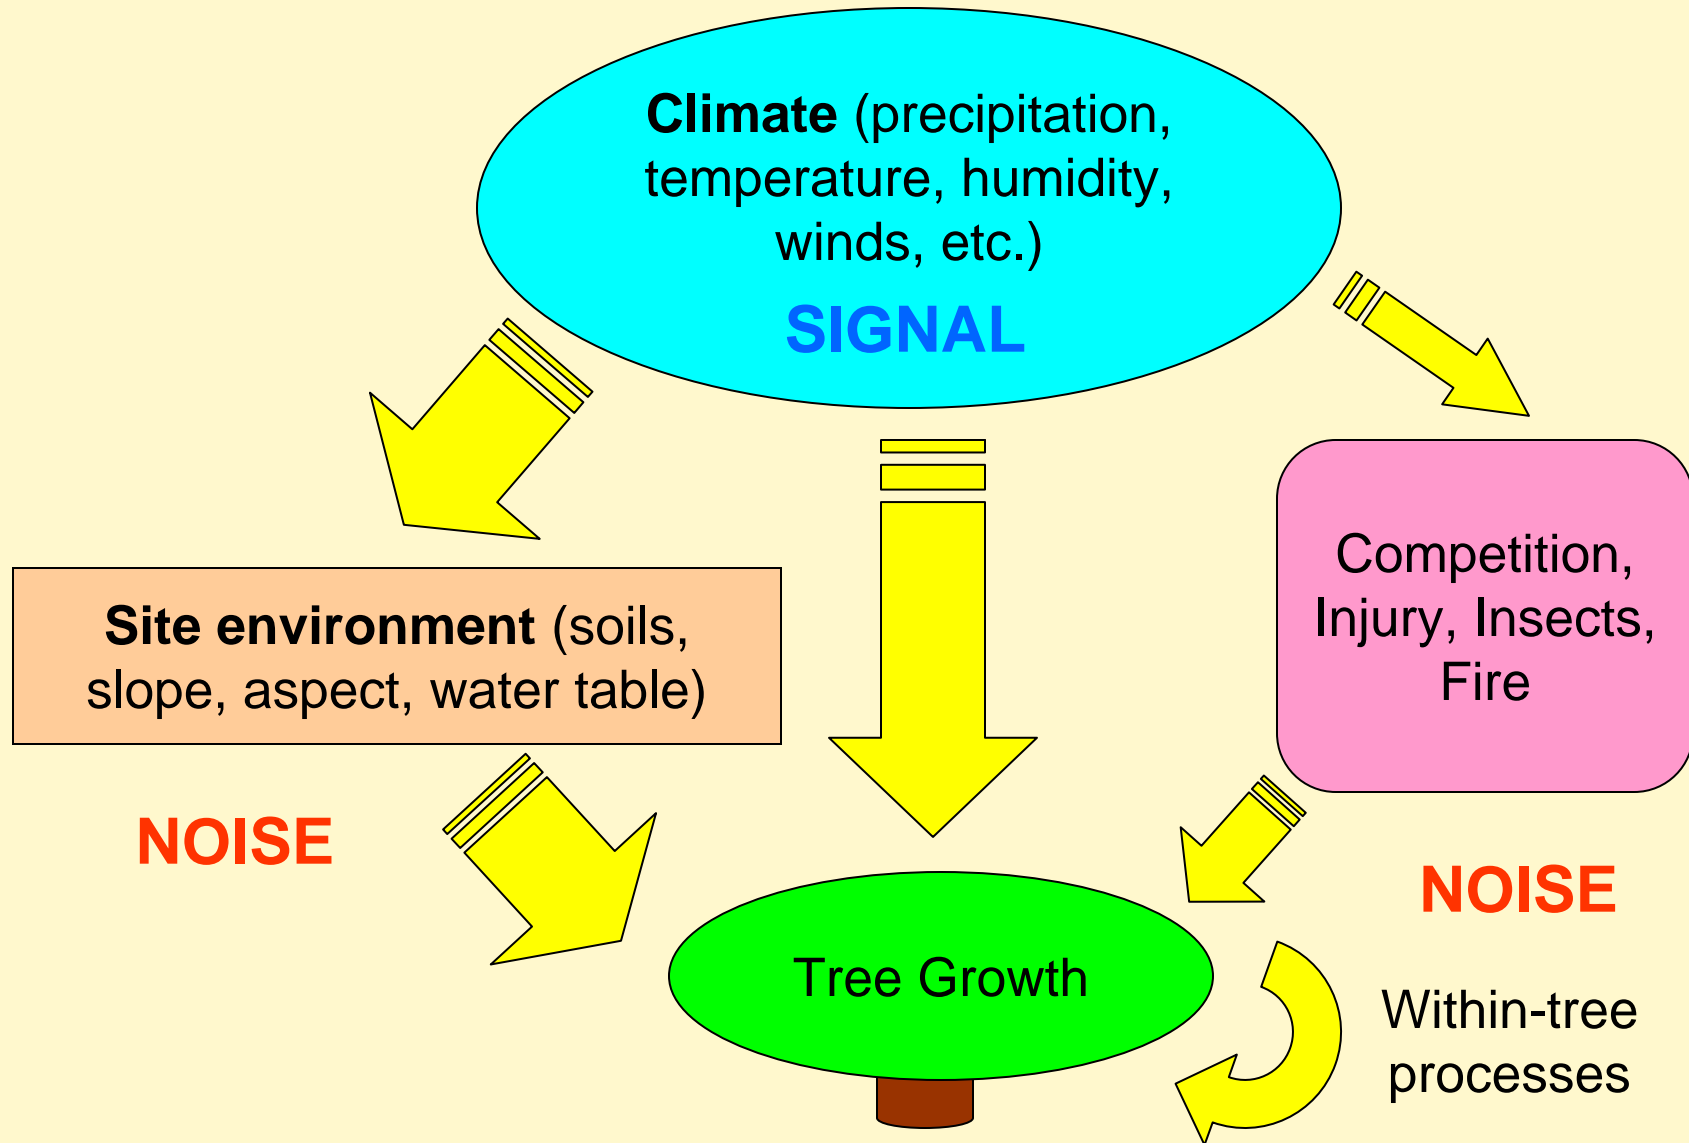 Climate (precipitation,
temperature, humidity,
winds, etc.)
SIGNAL
Site environment (soils,
slope, aspect, water table)
NOISE
Competition,
Injury, Insects,
Fire
NOISE
Tree Growth
Within-tree
processes